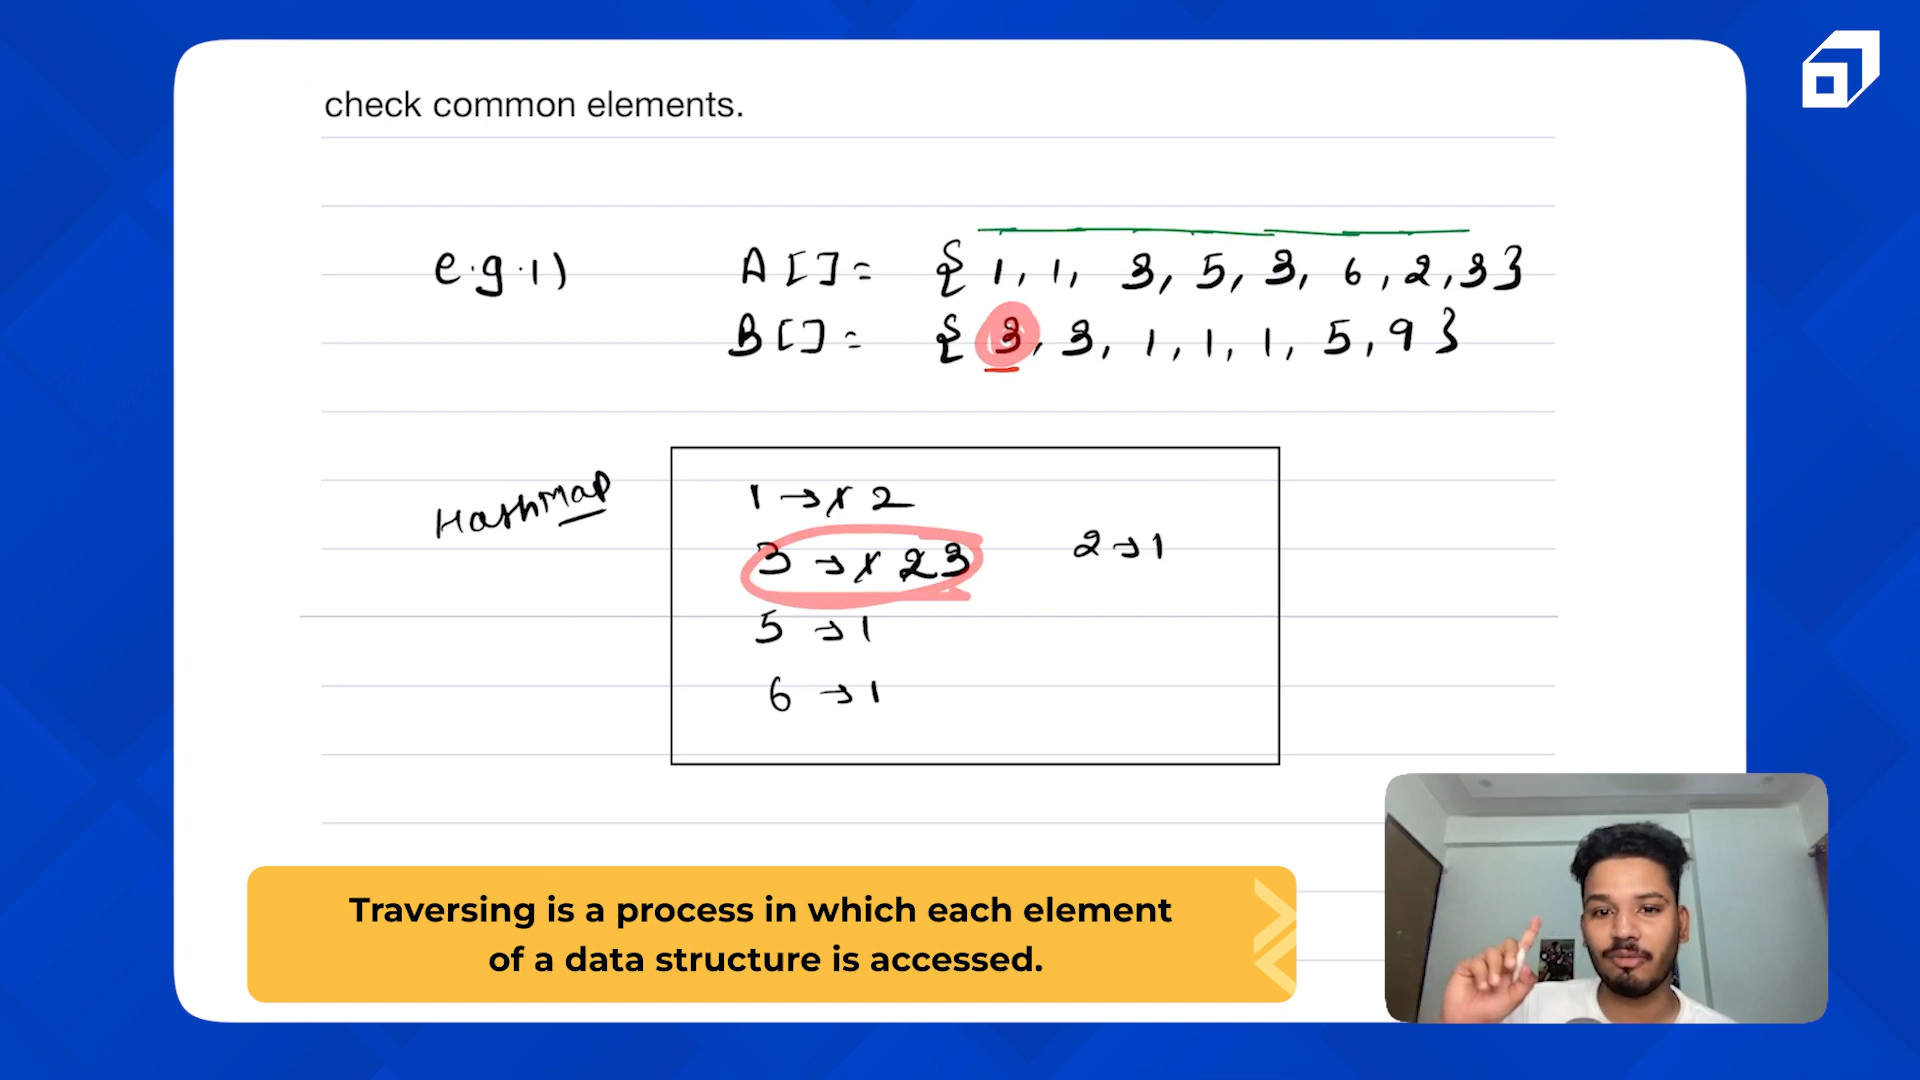 check common elements.
e.g.1) A[] = { 1, 1, 3, 5, 3, 6, 2, 3 }
B[] = { 3, 3, 1, 1, 1, 5, 9 }
HashMap
1 → 1 2
3 → 1 2 3 2 → 1
5 → 1
6 → 1
Traversing is a process in which each element
of a data structure is accessed.